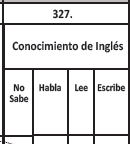 327.
Conocimiento de Inglés
No Sabe Habla Lee Escribe